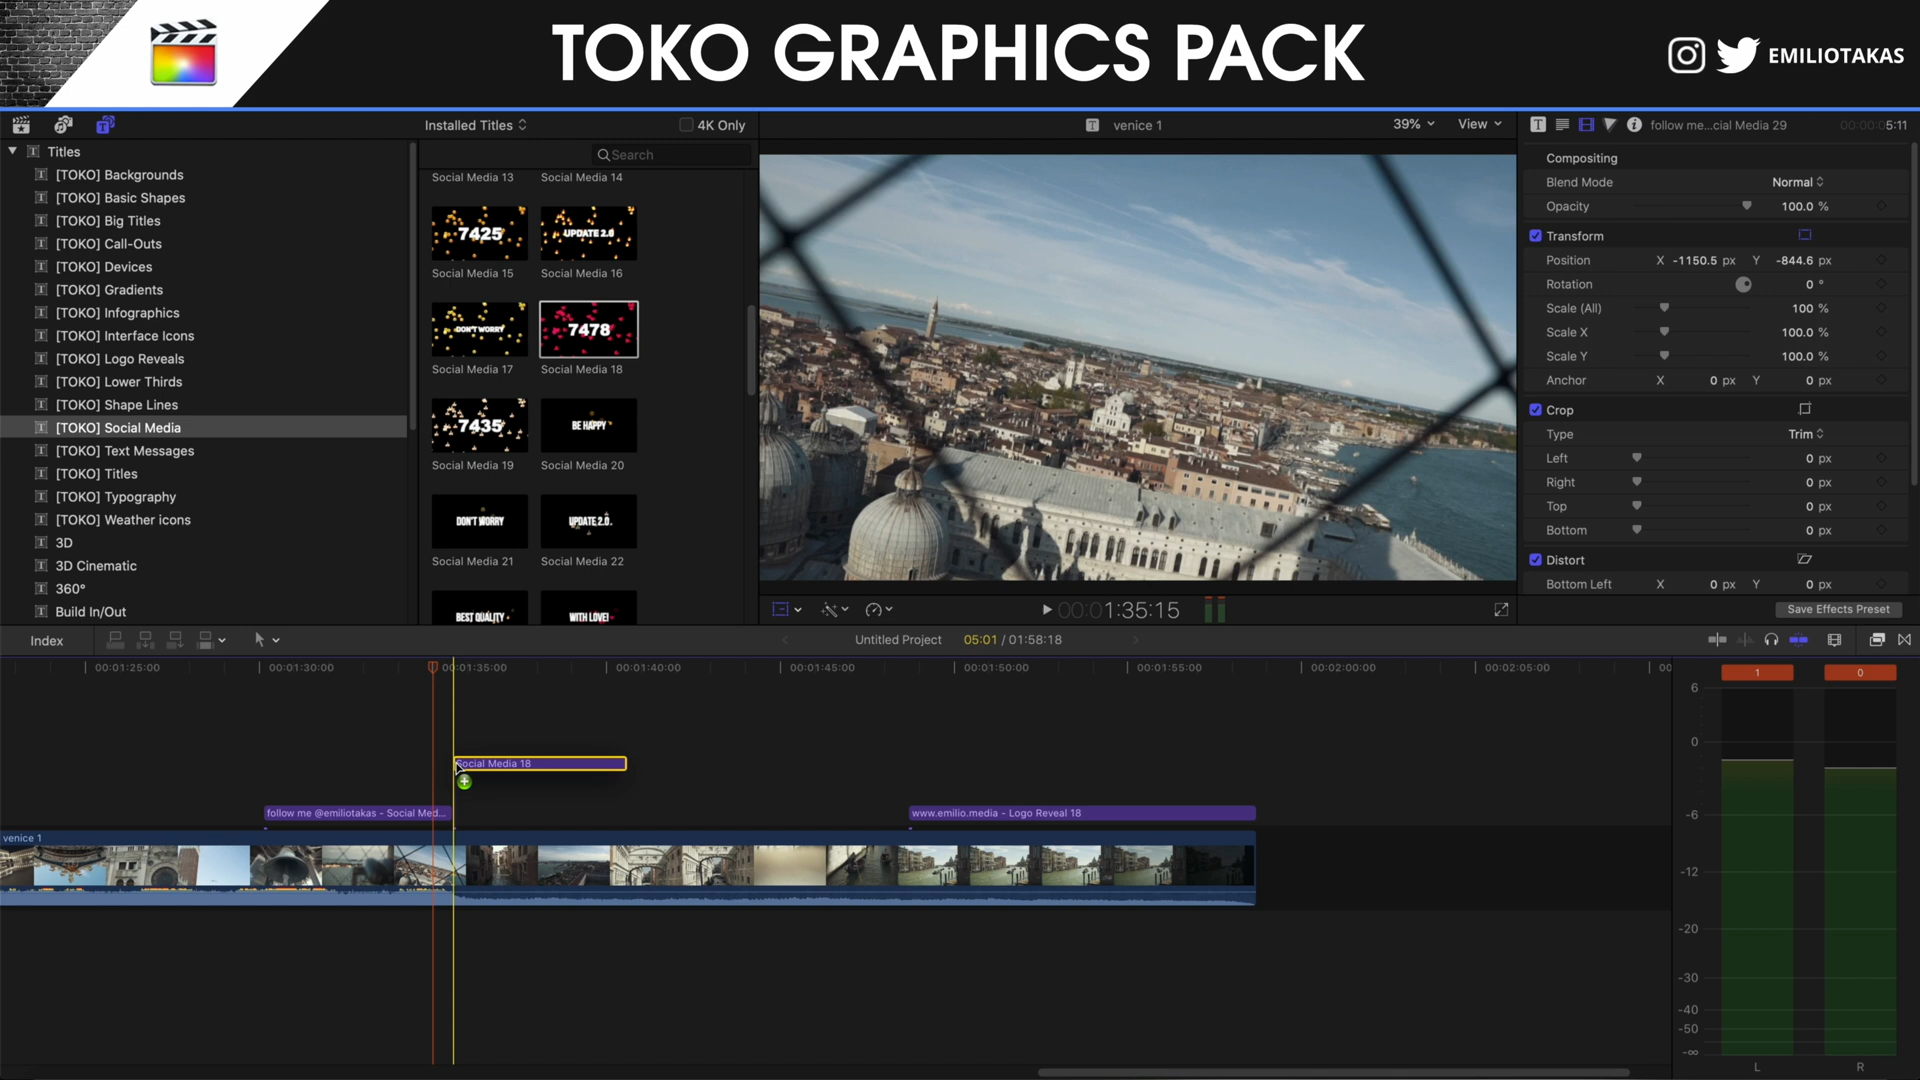 TOKO GRAPHICS PACK
EMILIOTAKAS
Installed Titles
4K Only
venice 1
39%
View
follow me...cial Media 29
00:00:05:11
Titles
[TOKO] Backgrounds
[TOKO] Basic Shapes
[TOKO] Big Titles
[TOKO] Call-Outs
[TOKO] Devices
[TOKO] Gradients
[TOKO] Infographics
[TOKO] Interface Icons
[TOKO] Logo Reveals
[TOKO] Lower Thirds
[TOKO] Shape Lines
[TOKO] Social Media
[TOKO] Text Messages
[TOKO] Titles
[TOKO] Typography
[TOKO] Weather icons
3D
3D Cinematic
360°
Build In/Out
Search
Social Media 13 Social Media 14
7425 UPDATE 2.0
Social Media 15 Social Media 16
DON'T WORRY 7478
Social Media 17 Social Media 18
7435 BE HAPPY
Social Media 19 Social Media 20
DON'T WORRY UPDATE 2.0.
Social Media 21 Social Media 22
BEST QUALITY WITH LOVE!
00:01:35:15
Compositing
Blend Mode Normal
Opacity 100.0 %
Transform
Position X -1150.5 px Y -844.6 px
Rotation 0 °
Scale (All) 100 %
Scale X 100.0 %
Scale Y 100.0 %
Anchor X 0 px Y 0 px
Crop
Type Trim
Left 0 px
Right 0 px
Top 0 px
Bottom 0 px
Distort
Bottom Left X 0 px Y 0 px
Save Effects Preset
Index
Untitled Project
05:01 / 01:58:18
00:01:25:00 00:01:30:00 00:01:35:00 00:01:40:00 00:01:45:00 00:01:50:00 00:01:55:00 00:02:00:00 00:02:05:00 00
Social Media 18
follow me @emiliotakas - Social Med...
www.emilio.media - Logo Reveal 18
venice 1
1 0
6
0
-6
-12
-20
-30
-40
-50
-∞
L R